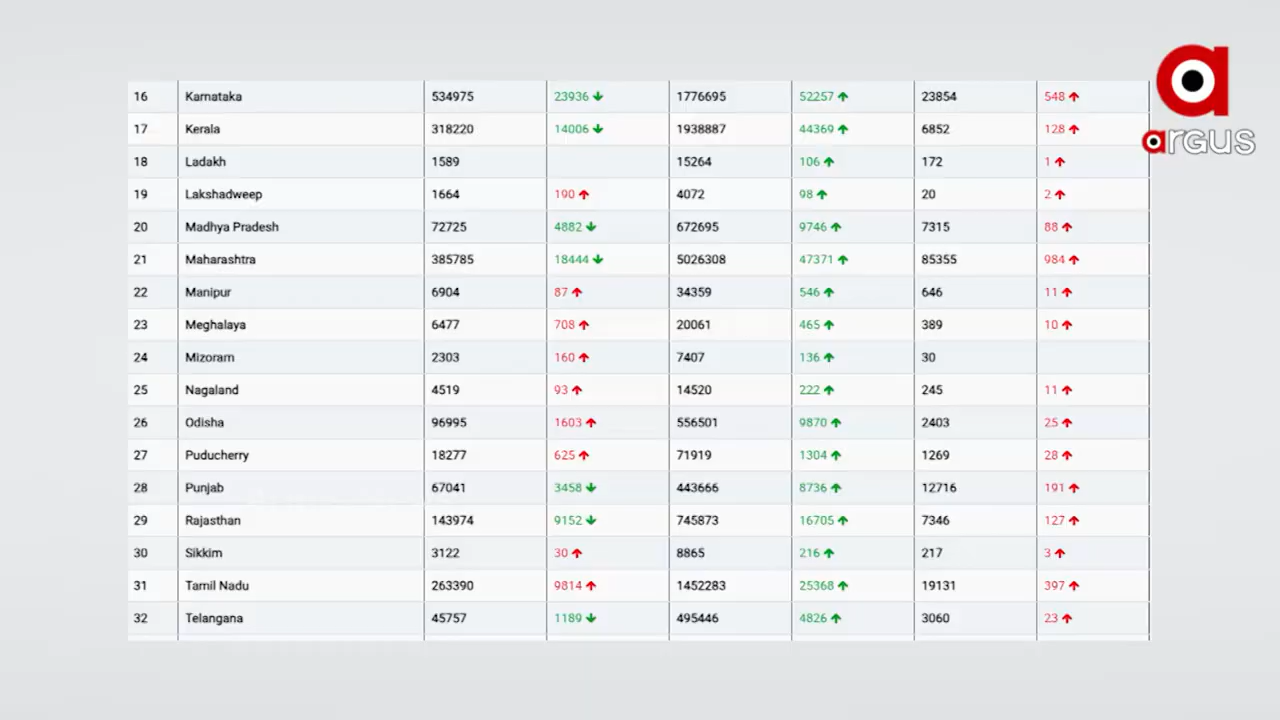 16 Karnataka 534975 23936 ↓ 1776695 52257 ↑ 23854 548 ↑
17 Kerala 318220 14006 ↓ 1938887 44369 ↑ 6852 128 ↑
18 Ladakh 1589 15264 106 ↑ 172 1 ↑
19 Lakshadweep 1664 190 ↑ 4072 98 ↑ 20 2 ↑
20 Madhya Pradesh 72725 4882 ↓ 672695 9746 ↑ 7315 88 ↑
21 Maharashtra 385785 18444 ↓ 5026308 47371 ↑ 85355 984 ↑
22 Manipur 6904 87 ↑ 34359 546 ↑ 646 11 ↑
23 Meghalaya 6477 708 ↑ 20061 465 ↑ 389 10 ↑
24 Mizoram 2303 160 ↑ 7407 136 ↑ 30
25 Nagaland 4519 93 ↑ 14520 222 ↑ 245 11 ↑
26 Odisha 96995 1603 ↑ 556501 9870 ↑ 2403 25 ↑
27 Puducherry 18277 625 ↑ 71919 1304 ↑ 1269 28 ↑
28 Punjab 67041 3458 ↓ 443666 8736 ↑ 12716 191 ↑
29 Rajasthan 143974 9152 ↓ 745873 16705 ↑ 7346 127 ↑
30 Sikkim 3122 30 ↑ 8865 216 ↑ 217 3 ↑
31 Tamil Nadu 263390 9814 ↑ 1452283 25368 ↑ 19131 397 ↑
32 Telangana 45757 1189 ↓ 495446 4826 ↑ 3060 23 ↑
a
argus